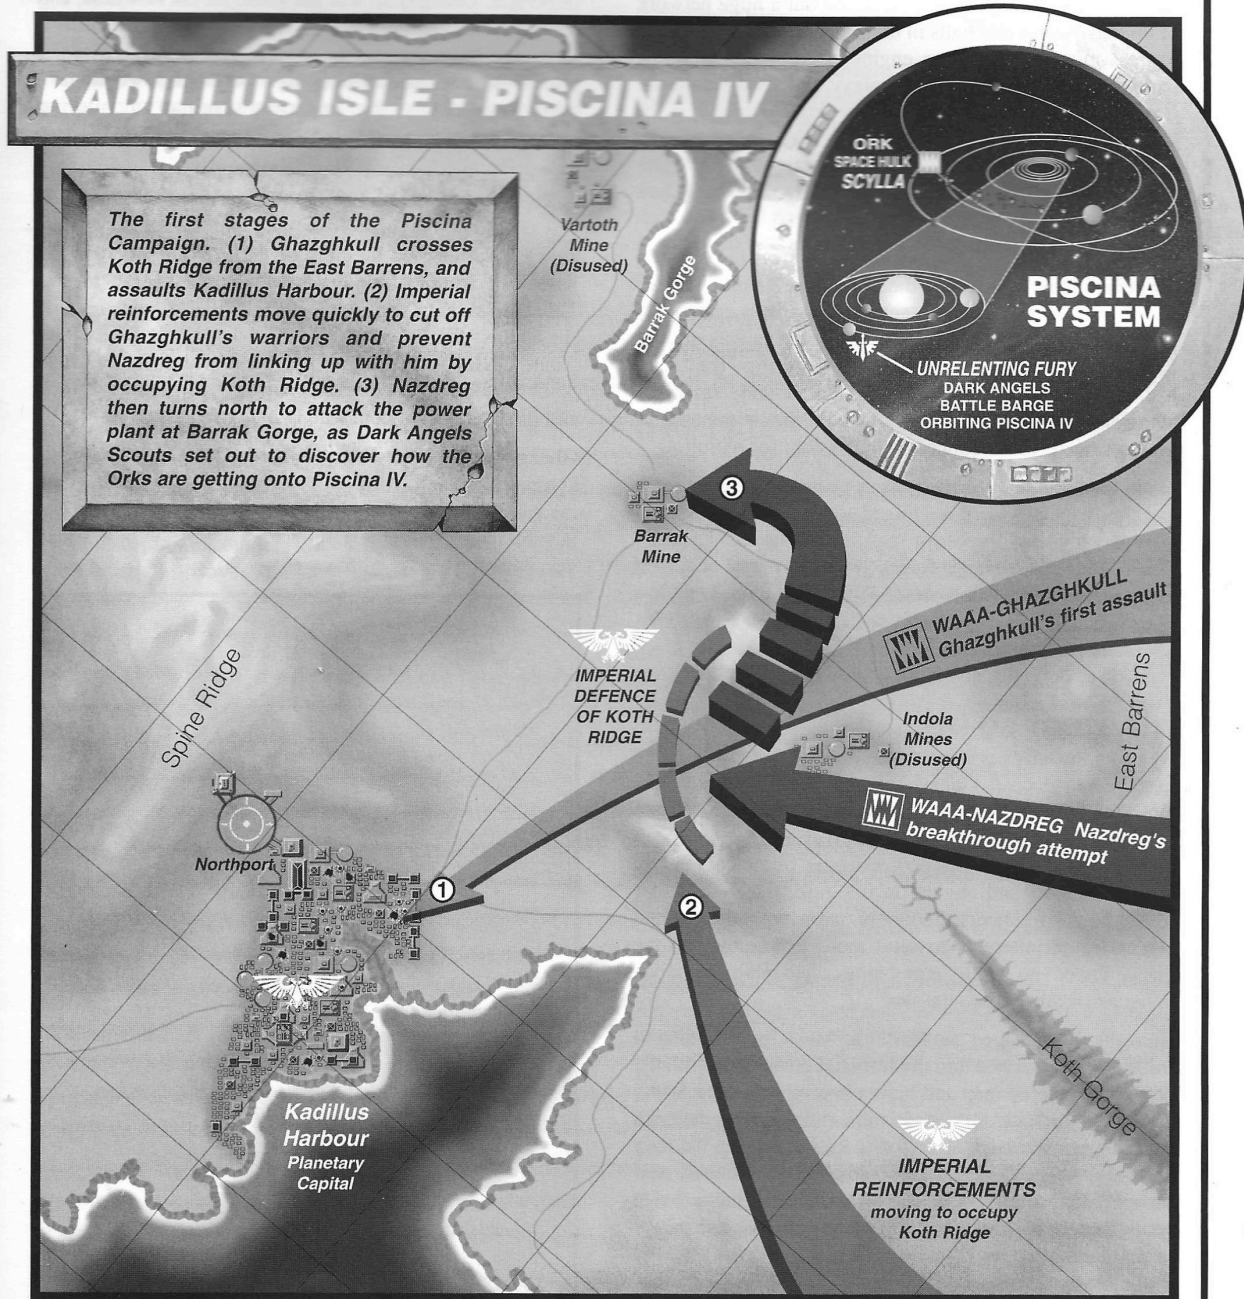 KADILLUS ISLE - PISCINA IV
The first stages of the Piscina
Campaign. (1) Ghazghkull crosses
Koth Ridge from the East Barrens, and
assaults Kadillus Harbour. (2) Imperial
reinforcements move quickly to cut off
Ghazghkull's warriors and prevent
Nazdreg from linking up with him by
occupying Koth Ridge. (3) Nazdreg
then turns north to attack the power
plant at Barrak Gorge, as Dark Angels
Scouts set out to discover how the
Orks are getting onto Piscina IV.
ORK
SPACE HULK
SCYLLA
PISCINA
SYSTEM
UNRELENTING FURY
DARK ANGELS
BATTLE BARGE
ORBITING PISCINA IV
Vartoth
Mine
(Disused)
Barrak Gorge
3
Barrak
Mine
WAAA-GHAZGHKULL
Ghazghkull's first assault
IMPERIAL
DEFENCE
OF KOTH
RIDGE
Spine Ridge
East Barrens
Indola
Mines
(Disused)
WAAA-NAZDREG Nazdreg's
breakthrough attempt
Northport
1
2
Koth Gorge
Kadillus
Harbour
Planetary
Capital
IMPERIAL
REINFORCEMENTS
moving to occupy
Koth Ridge